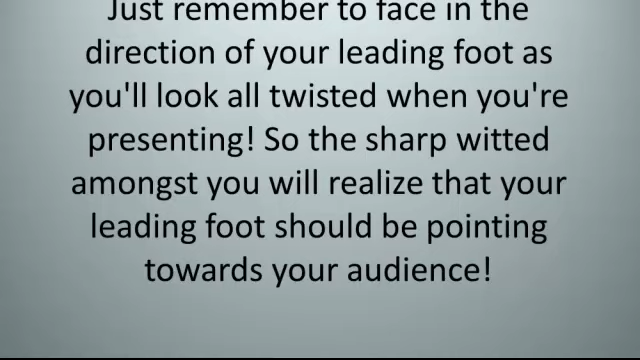 Just remember to face in the
direction of your leading foot as
you'll look all twisted when you're
presenting! So the sharp witted
amongst you will realize that your
leading foot should be pointing
towards your audience!